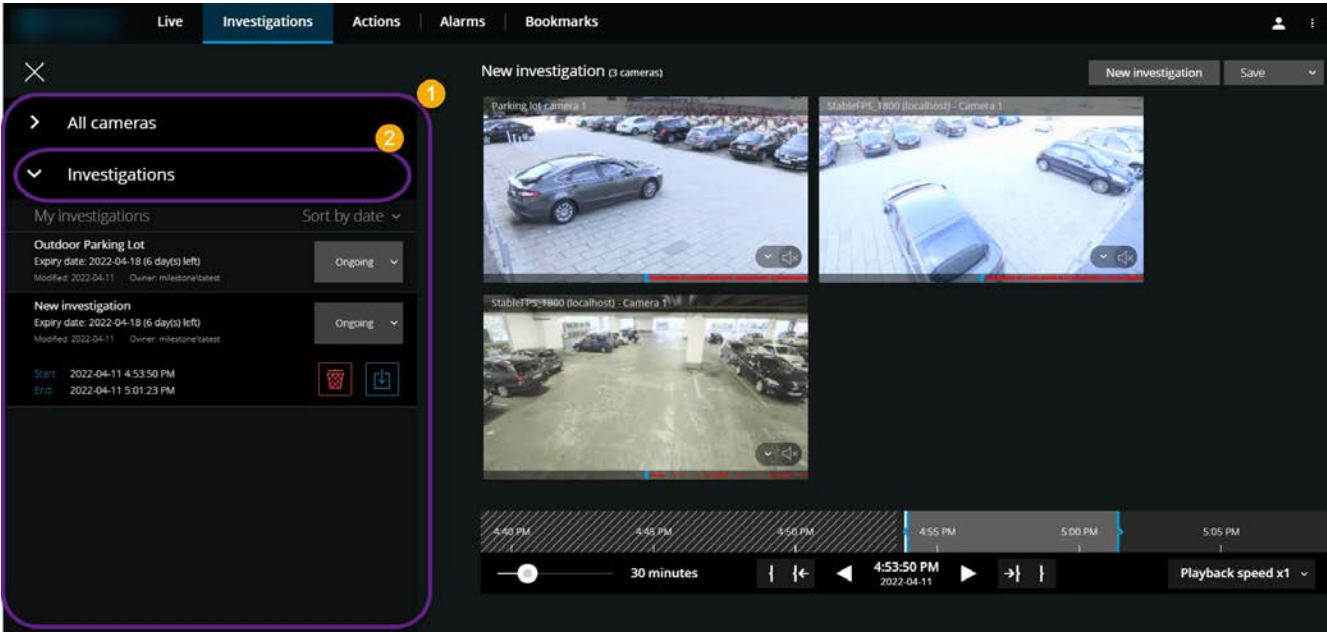 Live Investigations Actions Alarms Bookmarks
New investigation (3 cameras)
New investigation Save
1
All cameras
2
Investigations
My investigations Sort by date
Outdoor Parking Lot
Expiry date: 2022-04-18 (6 day(s) left)
Modified: 2022-04-11 Owner: milestone\tatest
Ongoing
New investigation
Expiry date: 2022-04-18 (6 day(s) left)
Modified: 2022-04-11 Owner: milestone\tatest
Ongoing
Start: 2022-04-11 4:53:50 PM
End: 2022-04-11 5:01:23 PM
Parking lot camera 1
StableFPS_T800 (localhost) - Camera 1
StableFPS_T800 (localhost) - Camera 1
4:40 PM 4:45 PM 4:50 PM 4:55 PM 5:00 PM 5:05 PM
30 minutes
4:53:50 PM
2022-04-11
Playback speed x1